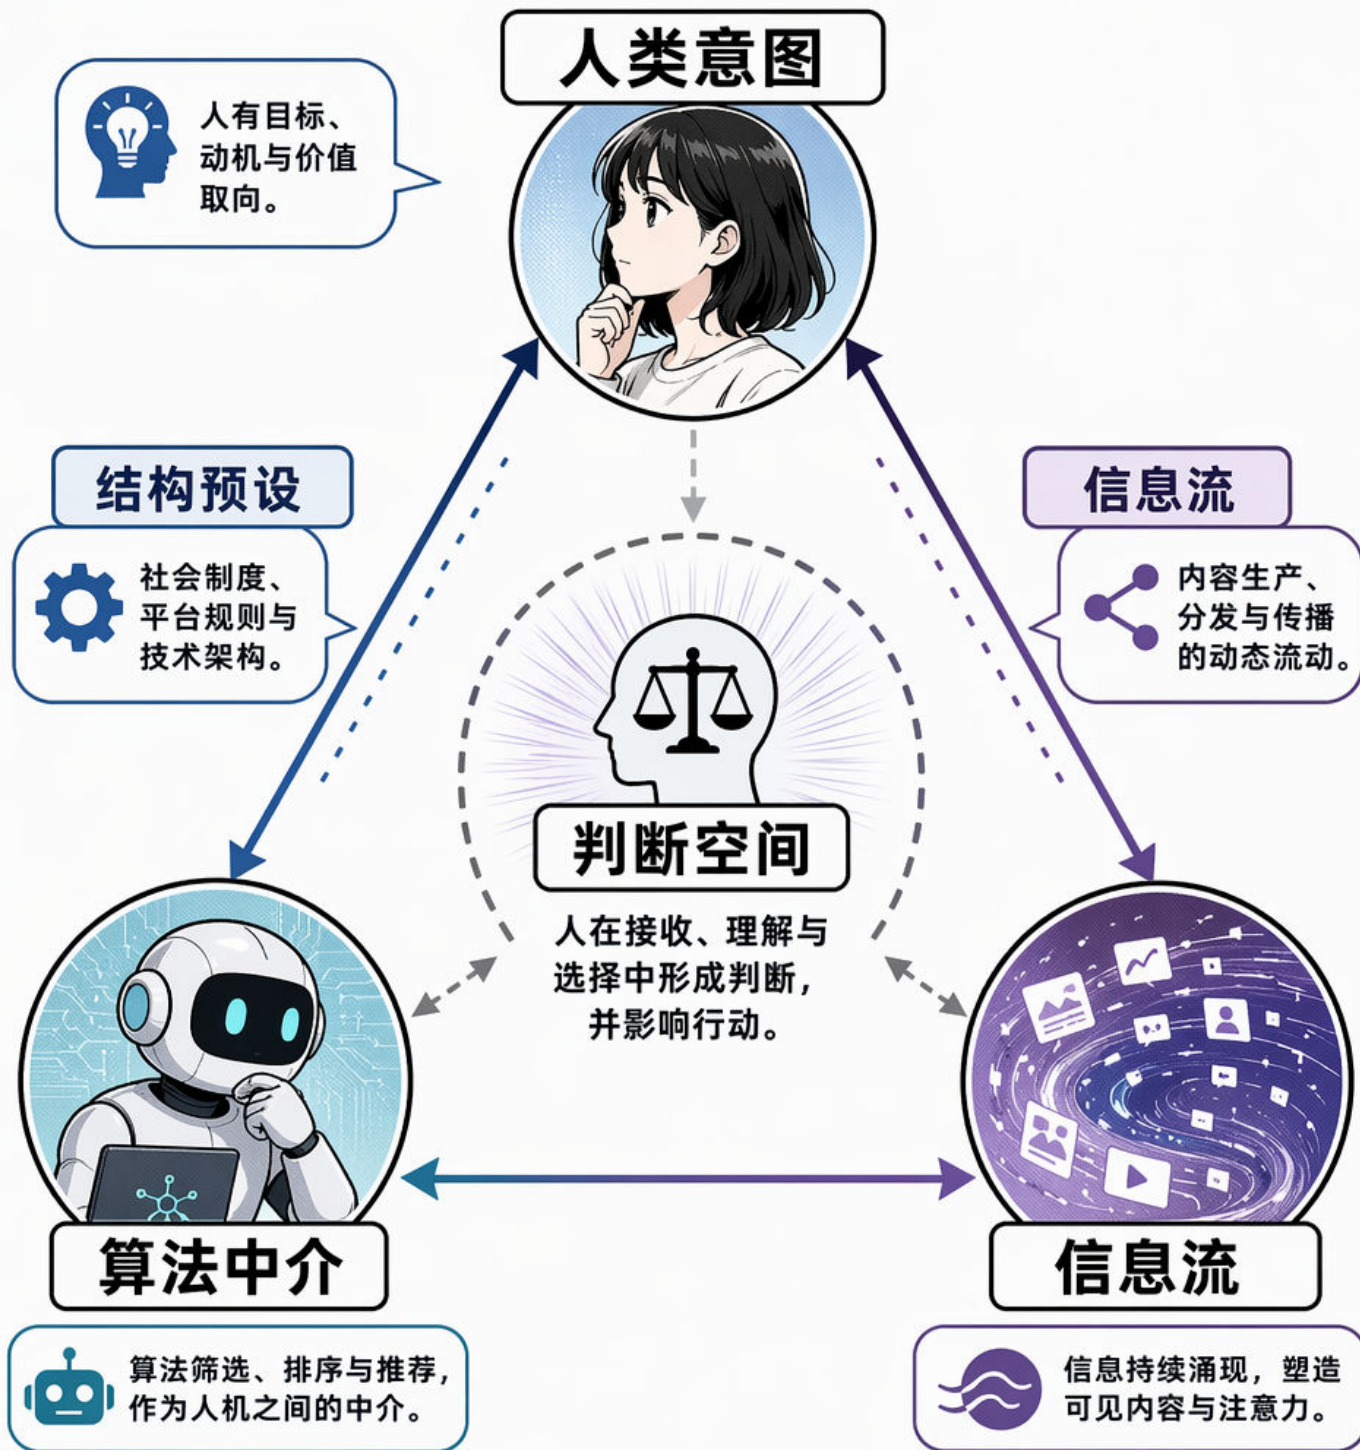 人类意图
人有目标、
动机与价值
取向。
结构预设
社会制度、
平台规则与
技术架构。
信息流
内容生产、
分发与传播
的动态流动。
判断空间
人在接收、理解与
选择中形成判断，
并影响行动。
算法中介
算法筛选、排序与推荐，
作为人机之间的中介。
信息流
信息持续涌现，塑造
可见内容与注意力。